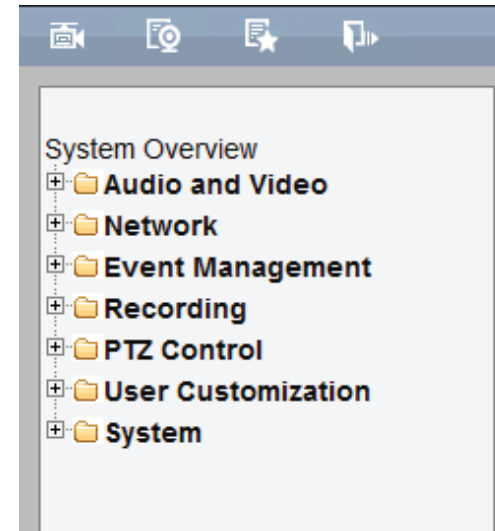 System Overview
Audio and Video
Network
Event Management
Recording
PTZ Control
User Customization
System